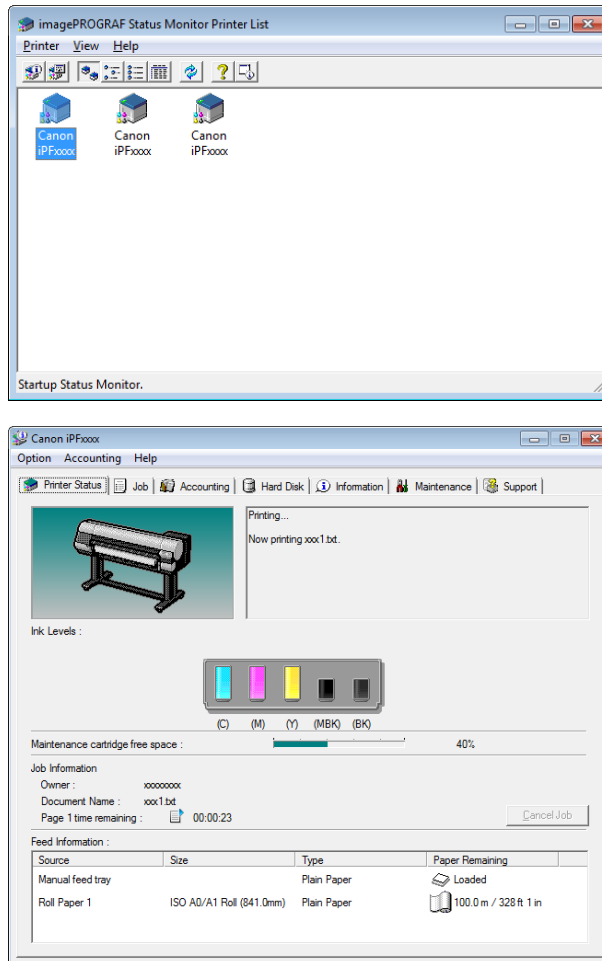 imagePROGRAF Status Monitor Printer List
Printer View Help
Canon Canon Canon
iPFxxxx iPFxxxx iPFxxxx
Startup Status Monitor.
Canon iPFxxxx
Option Accounting Help
Printer Status Job Accounting Hard Disk Information Maintenance Support
Printing...
Now printing xxx1.txt.
Ink Levels :
(C) (M) (Y) (MBK) (BK)
Maintenance cartridge free space : 40%
Job Information
Owner : xxxxxxxx
Document Name : xxx1.txt
Page 1 time remaining : 00:00:23
Cancel Job
Feed Information :
Source Size Type Paper Remaining
Manual feed tray Plain Paper Loaded
Roll Paper 1 ISO A0/A1 Roll (841.0mm) Plain Paper 100.0 m / 328 ft 1 in